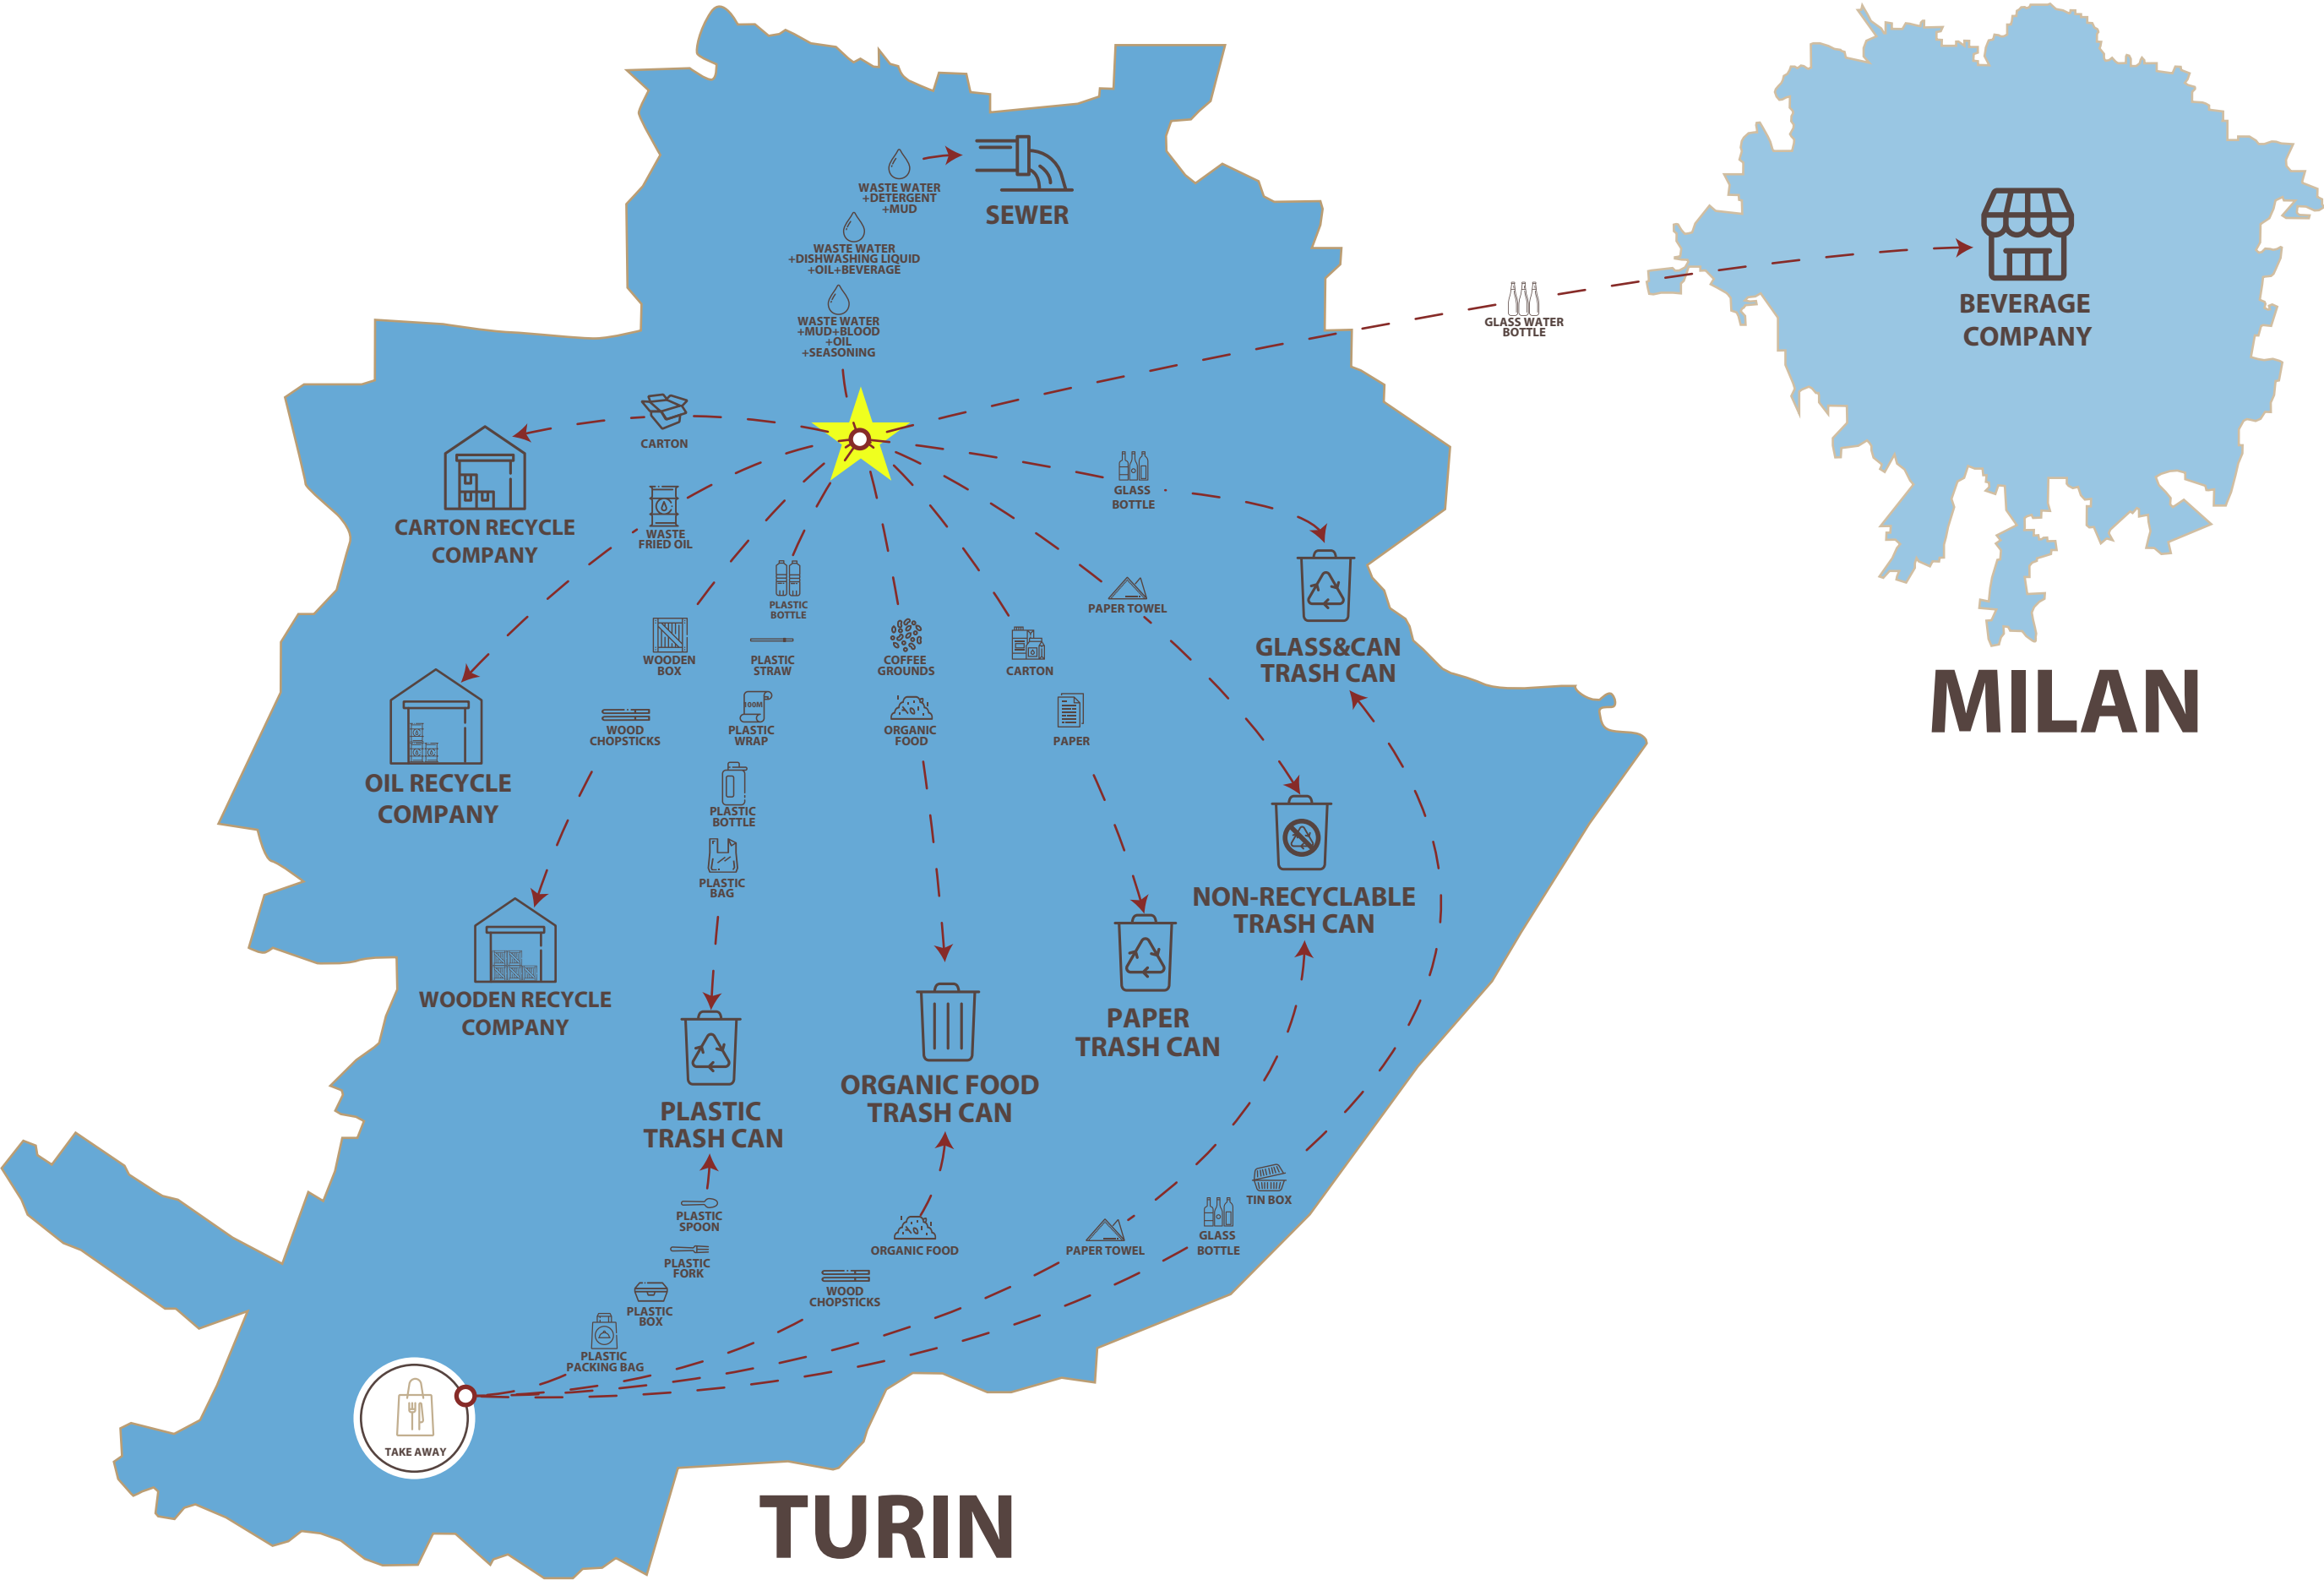 WASTE WATER
+DETERGENT
+MUD
SEWER
WASTE WATER
+DISHWASHING LIQUID
+OIL+BEVERAGE
WASTE WATER
+MUD+BLOOD
+OIL
+SEASONING
GLASS WATER
BOTTLE
BEVERAGE
COMPANY
CARTON
CARTON RECYCLE
COMPANY
WASTE
FRIED OIL
GLASS
BOTTLE
PLASTIC
BOTTLE
PAPER TOWEL
GLASS&CAN
TRASH CAN
WOODEN
BOX
PLASTIC
STRAW
COFFEE
GROUNDS
CARTON
100M
PLASTIC
WRAP
WOOD
CHOPSTICKS
ORGANIC
FOOD
PAPER
MILAN
OIL RECYCLE
COMPANY
PLASTIC
BOTTLE
PLASTIC
BAG
NON-RECYCLABLE
TRASH CAN
WOODEN RECYCLE
COMPANY
PAPER
TRASH CAN
ORGANIC FOOD
TRASH CAN
PLASTIC
TRASH CAN
TIN BOX
PLASTIC
SPOON
GLASS
BOTTLE
ORGANIC FOOD
PAPER TOWEL
PLASTIC
FORK
WOOD
CHOPSTICKS
PLASTIC
BOX
PLASTIC
PACKING BAG
TAKE AWAY
TURIN